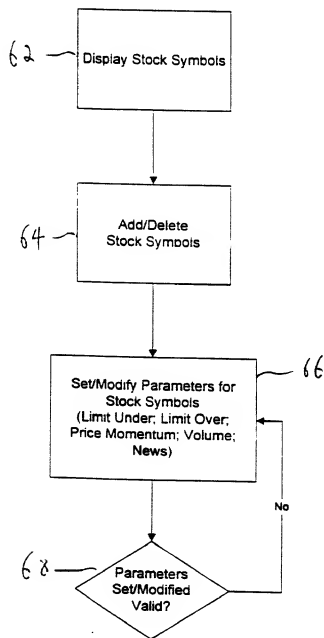 62
Display Stock Symbols
64
Add/Delete
Stock Symbols
66
Set/Modify Parameters for
Stock Symbols
(Limit Under; Limit Over;
Price Momentum; Volume;
News)
No
68
Parameters
Set/Modified
Valid?